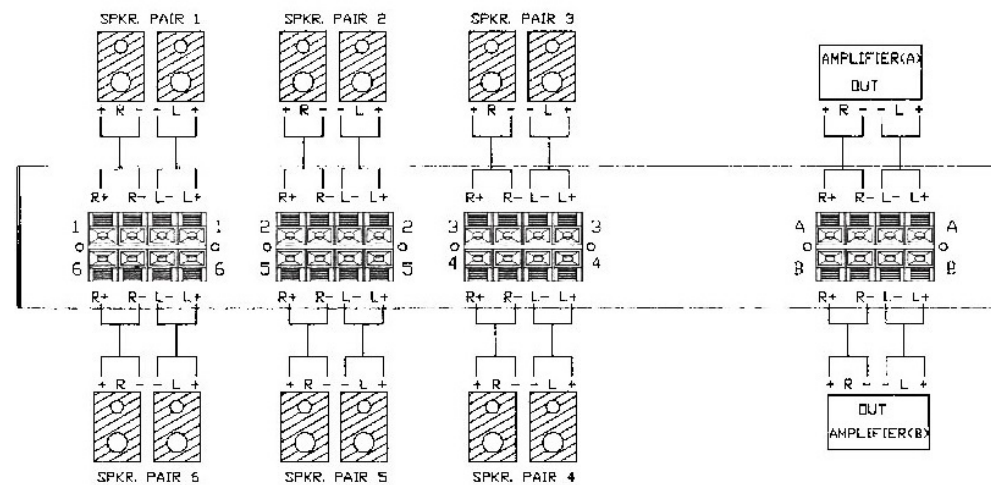 SPKR. PAIR 1 SPKR. PAIR 2 SPKR. PAIR 3
AMPLIFIER(A)
OUT
+ R - - L + + R - - L + + R - - L + + R - - L +
R+ R- L- L+ R+ R- L- L+ R+ R- L- L+ R+ R- L- L+
1 1 2 2 3 3 A A
6 6 5 5 4 4 B B
R+ R- L- L+ R+ R- L- L+ R+ R- L- L+ R+ R- L- L+
+ R - - L + + R - - L + + R - - L + + R - - L +
OUT
AMPLIFIER(B)
SPKR. PAIR 6 SPKR. PAIR 5 SPKR. PAIR 4